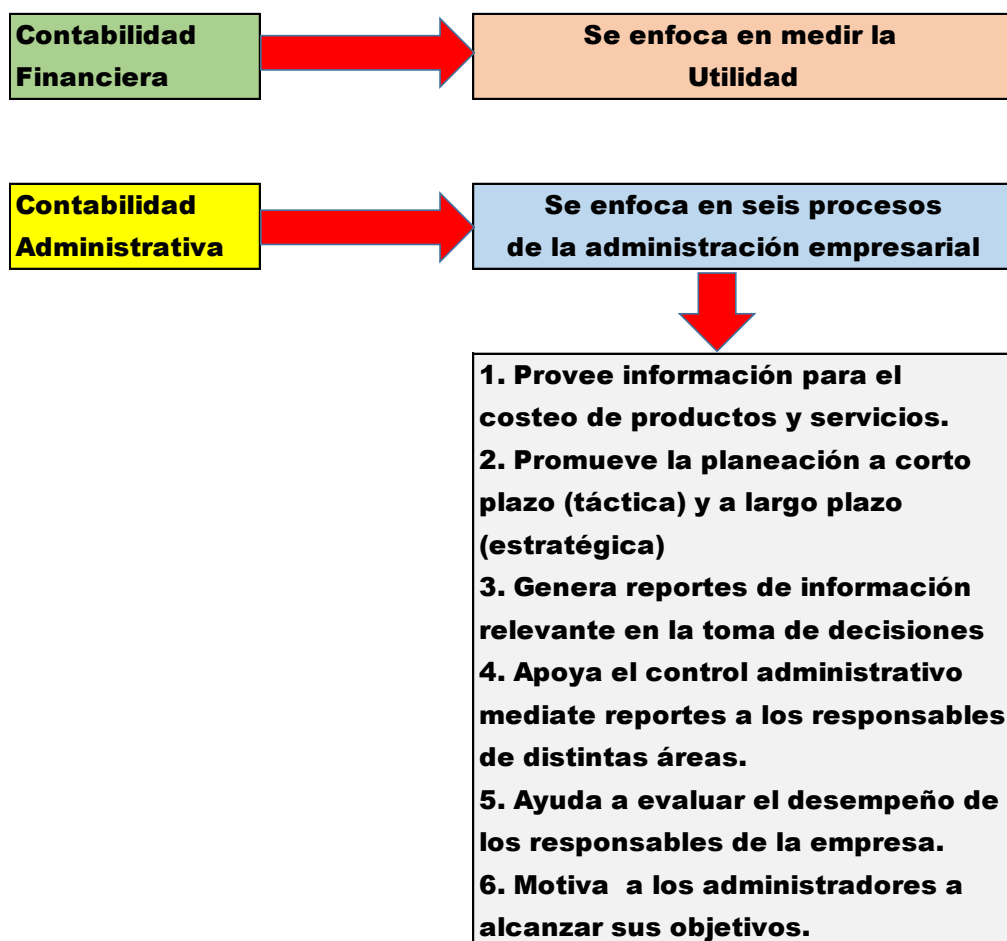 Contabilidad
Financiera
Se enfoca en medir la
Utilidad
Contabilidad
Administrativa
Se enfoca en seis procesos
de la administración empresarial
1. Provee información para el
costeo de productos y servicios.
2. Promueve la planeación a corto
plazo (táctica) y a largo plazo
(estratégica)
3. Genera reportes de información
relevante en la toma de decisiones
4. Apoya el control administrativo
mediate reportes a los responsables
de distintas áreas.
5. Ayuda a evaluar el desempeño de
los responsables de la empresa.
6. Motiva  a los administradores a
alcanzar sus objetivos.